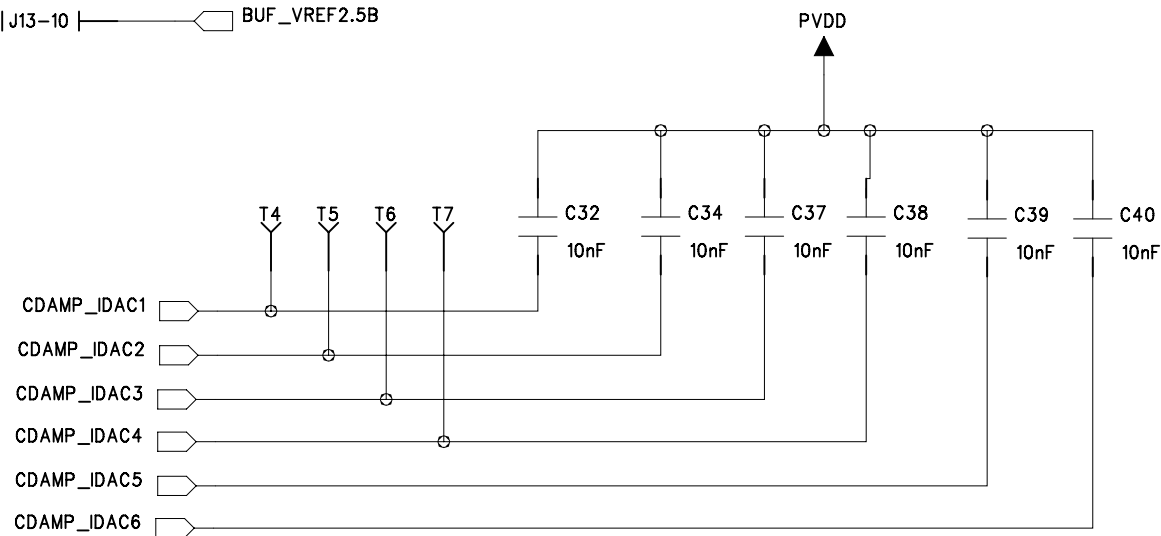 J13-10
BUF_VREF2.5B
PVDD
T4 T5 T6 T7
C32 C34 C37 C38 C39 C40
10nF 10nF 10nF 10nF 10nF 10nF
CDAMP_IDAC1
CDAMP_IDAC2
CDAMP_IDAC3
CDAMP_IDAC4
CDAMP_IDAC5
CDAMP_IDAC6